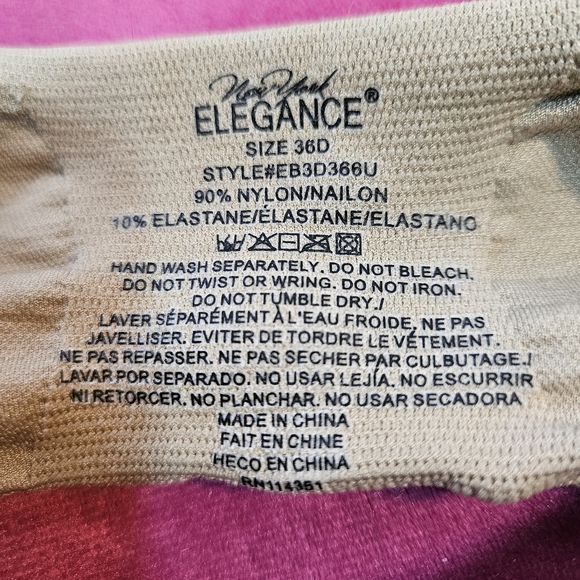 New York
ELEGANCE®
SIZE 36D
STYLE#EB3D366U
90% NYLON/NAILON
10% ELASTANE/ÉLASTANE/ELASTANO
HAND WASH SEPARATELY. DO NOT BLEACH.
DO NOT TWIST OR WRING. DO NOT IRON.
DO NOT TUMBLE DRY./
LAVER SÉPARÉMENT À L'EAU FROIDE, NE PAS
JAVELLISER. EVITER DE TORDRE LE VÊTEMENT.
NE PAS REPASSER. NE PAS SECHER PAR CULBUTAGE./
LAVAR POR SEPARADO. NO USAR LEJÍA. NO ESCURRIR
NI RETORCER. NO PLANCHAR. NO USAR SECADORA
MADE IN CHINA
FAIT EN CHINE
HECO EN CHINA
RN114361